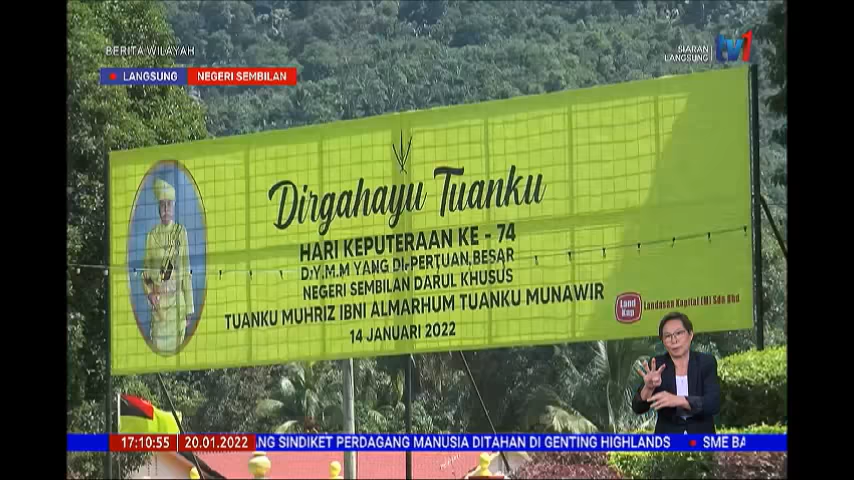 BERITA WILAYAH
SIARAN
LANGSUNG
tv1
LANGSUNG
NEGERI SEMBILAN
Dirgahayu Tuanku
HARI KEPUTERAAN KE - 74
D.Y.M.M YANG DI-PERTUAN BESAR
NEGERI SEMBILAN DARUL KHUSUS
TUANKU MUHRIZ IBNI ALMARHUM TUANKU MUNAWIR
14 JANUARI 2022
Land
Kap
Landasan Kapital (M) Sdn Bhd
17:10:55 20.01.2022 ANG SINDIKET PERDAGANG MANUSIA DITAHAN DI GENTING HIGHLANDS SME BA